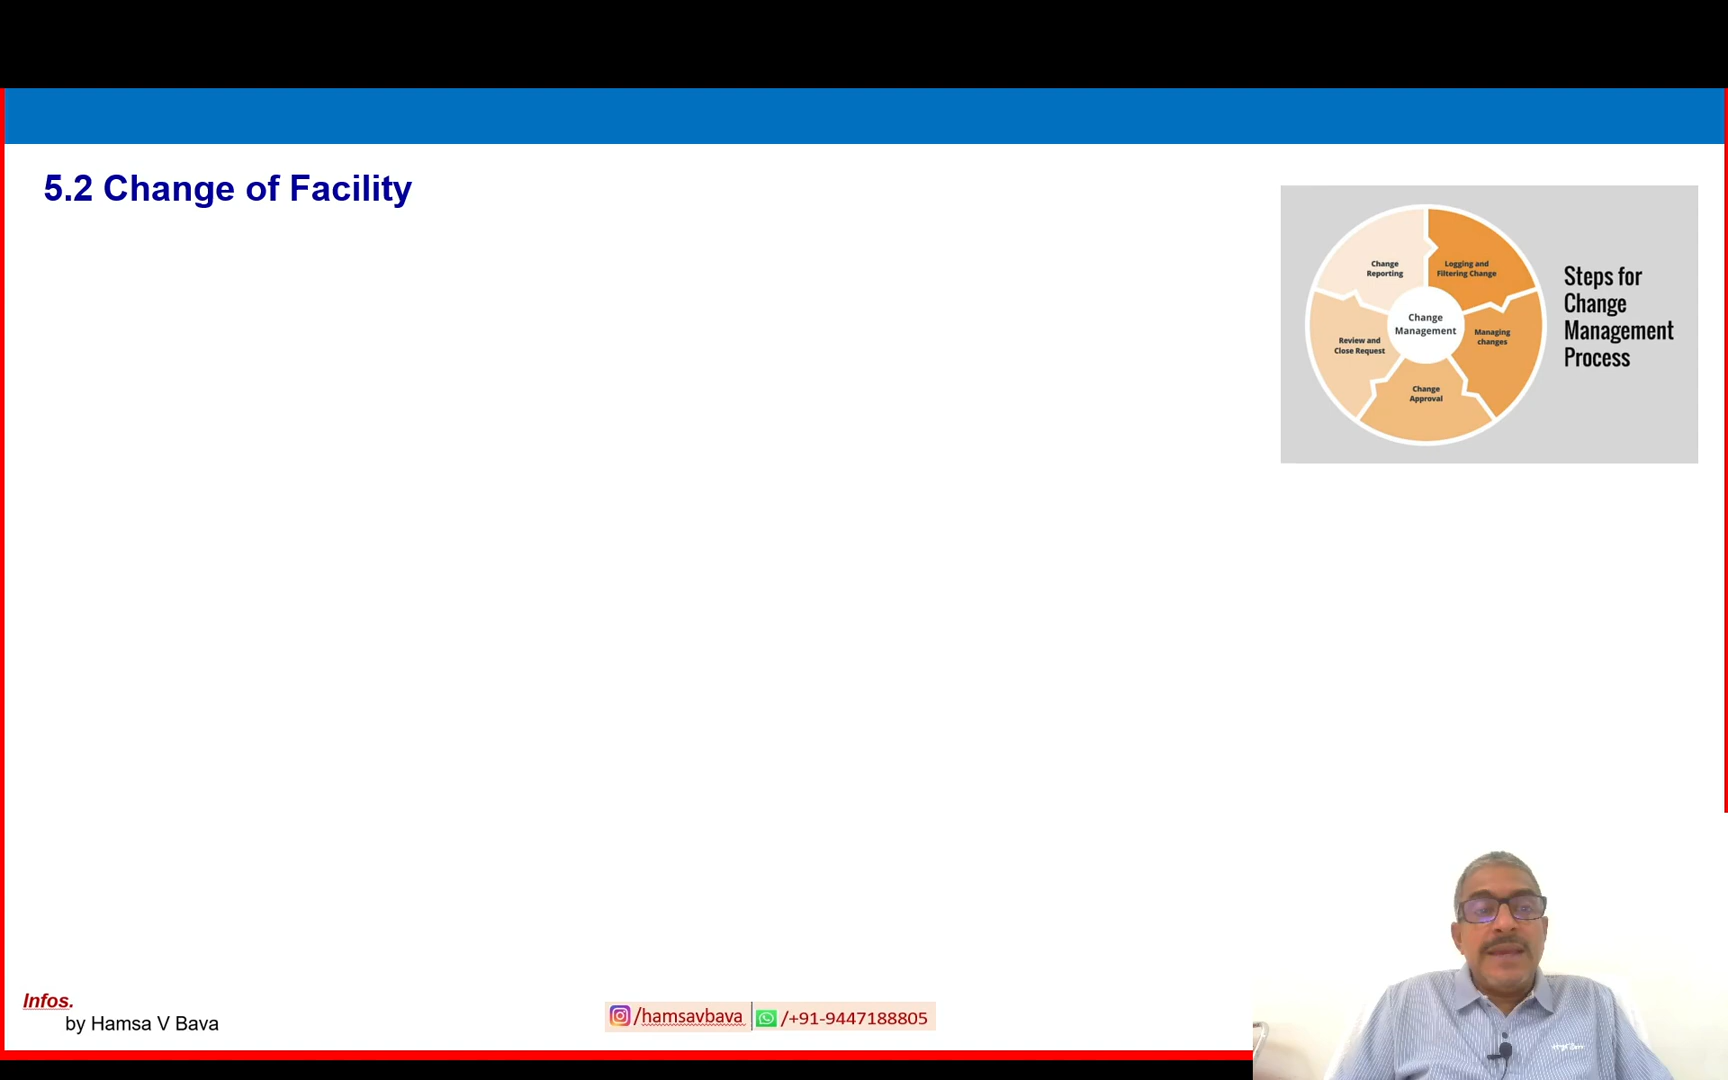 5.2 Change of Facility
Change
Reporting
Logging and
Filtering Change
Change
Management
Managing
changes
Review and
Close Request
Change
Approval
Steps for
Change
Management
Process
Infos.
by Hamsa V Bava
/hamsavbava
/+91-9447188805